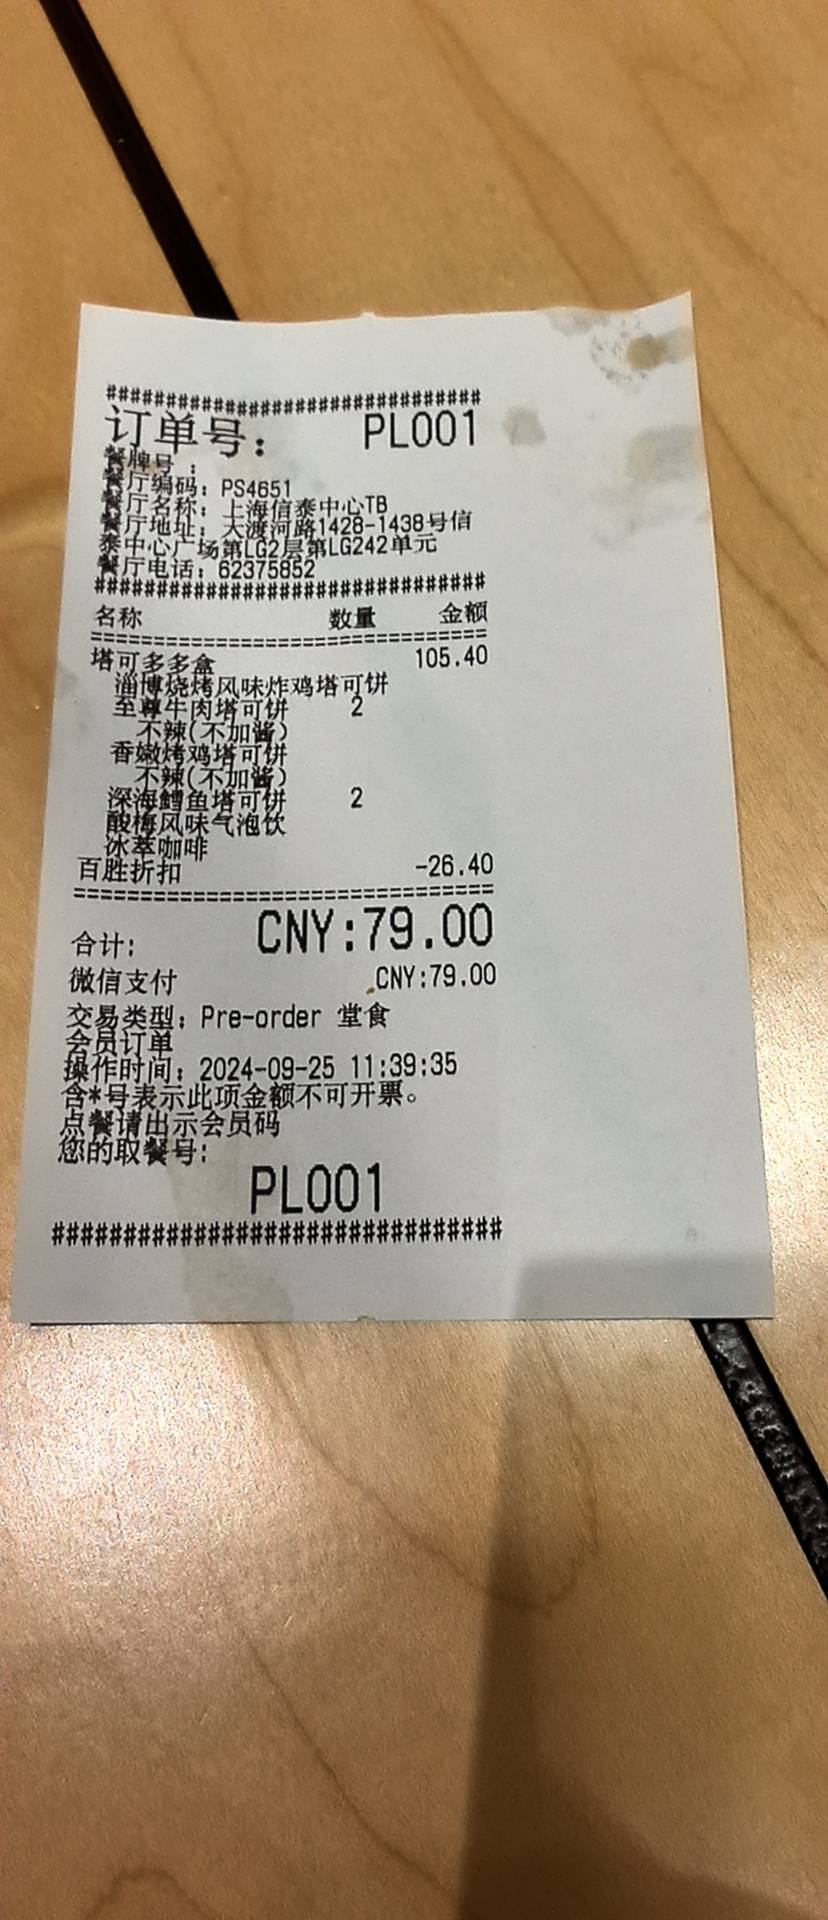 ###############################
订单号： PL001
餐牌号 ：
餐厅编码：PS4651
餐厅名称：上海信泰中心TB
餐厅地址：大渡河路1428-1438号信
泰中心广场第LG2层第LG242单元
餐厅电话：62375852
################################
名称 数量 金额
================================
塔可多多盒 105.40
淄博烧烤风味炸鸡塔可饼
至尊牛肉塔可饼 2
不辣(不加酱)
香嫩烤鸡塔可饼
不辣(不加酱)
深海鳕鱼塔可饼 2
酸梅风味气泡饮
冰萃咖啡
百胜折扣 -26.40
================================
合计: CNY:79.00
微信支付 CNY:79.00
交易类型：Pre-order 堂食
会员订单
操作时间：2024-09-25 11:39:35
含*号表示此项金额不可开票。
点餐请出示会员码
您的取餐号:
PL001
################################